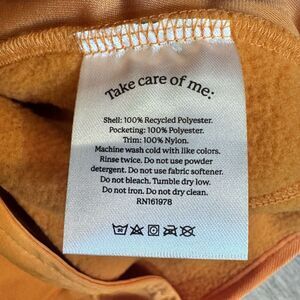 Take care of me:
Shell: 100% Recycled Polyester.
Pocketing: 100% Polyester.
Trim: 100% Nylon.
Machine wash cold with like colors.
Rinse twice. Do not use powder
detergent. Do not use fabric softener.
Do not bleach. Tumble dry low.
Do not iron. Do not dry clean.
RN161978